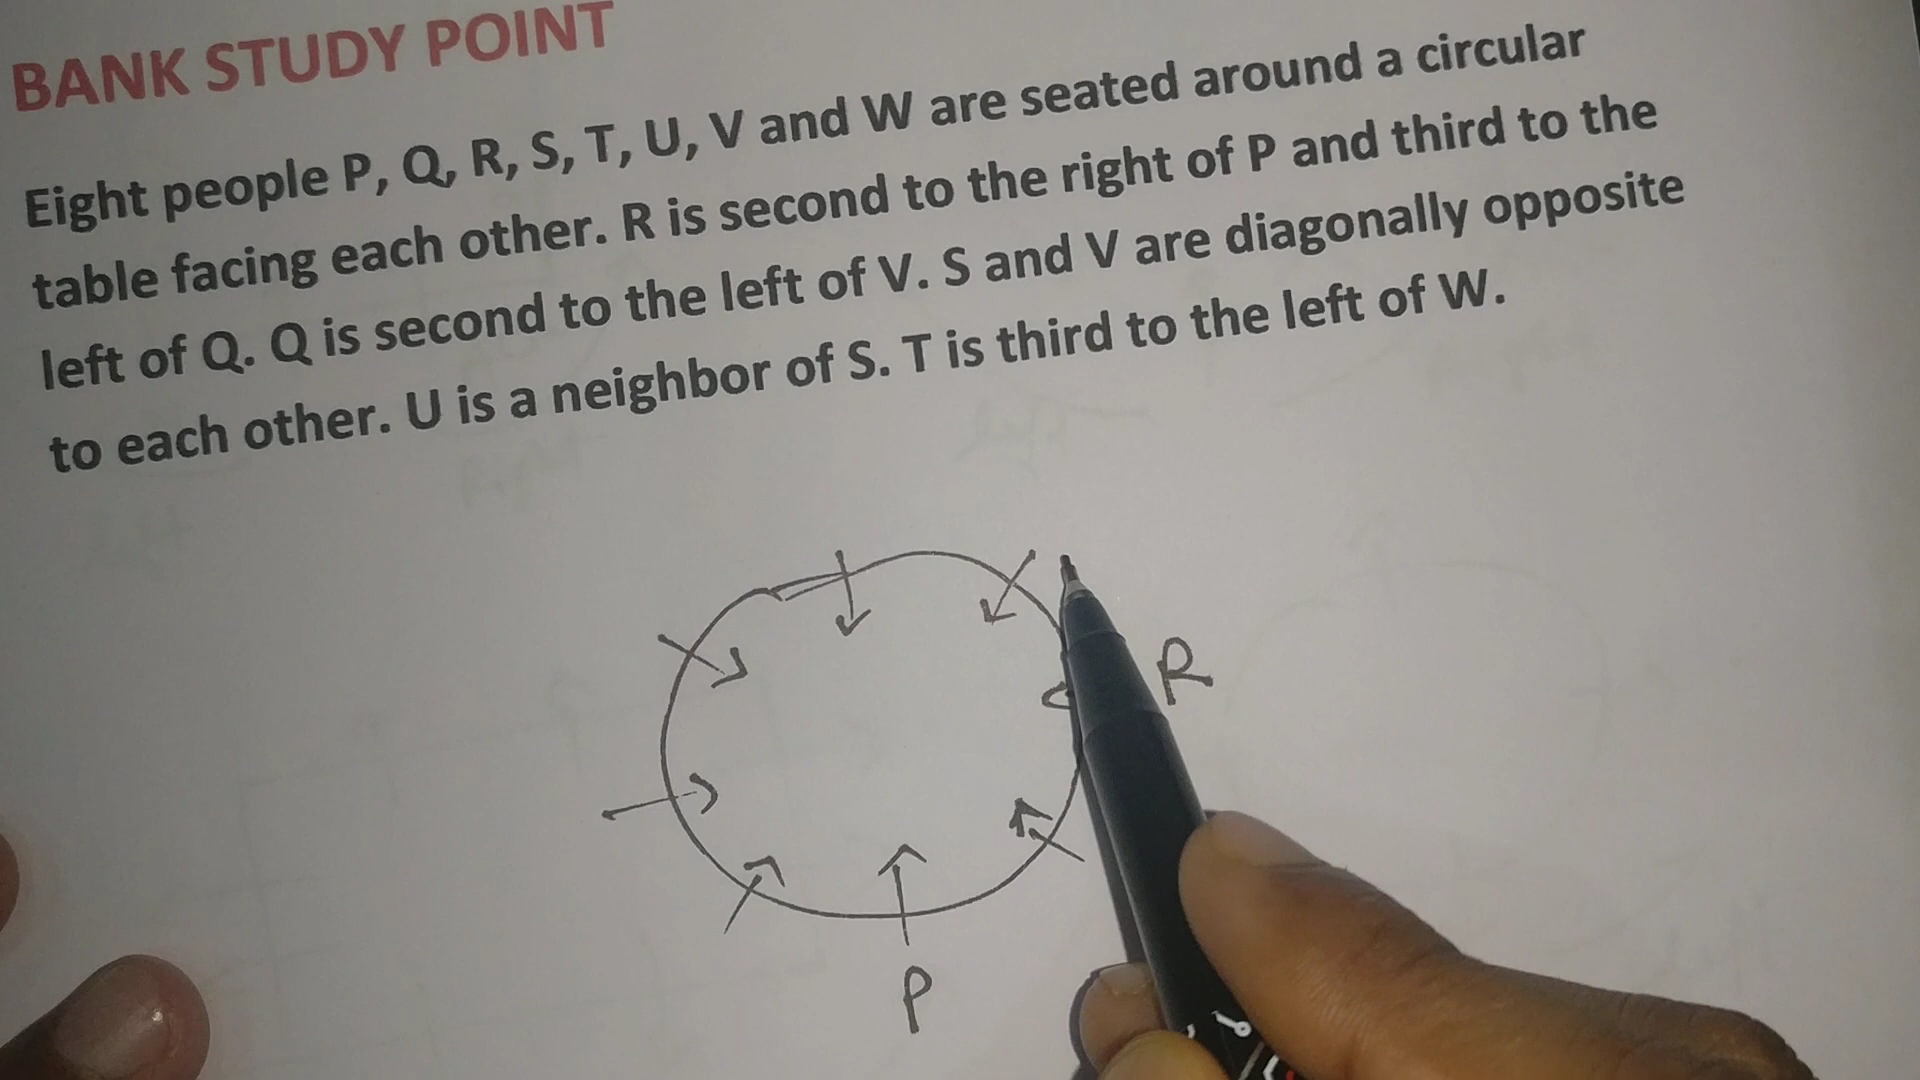 BANK STUDY POINT
Eight people P, Q, R, S, T, U, V and W are seated around a circular
table facing each other. R is second to the right of P and third to the
left of Q. Q is second to the left of V. S and V are diagonally opposite
to each other. U is a neighbor of S. T is third to the left of W.
R
P